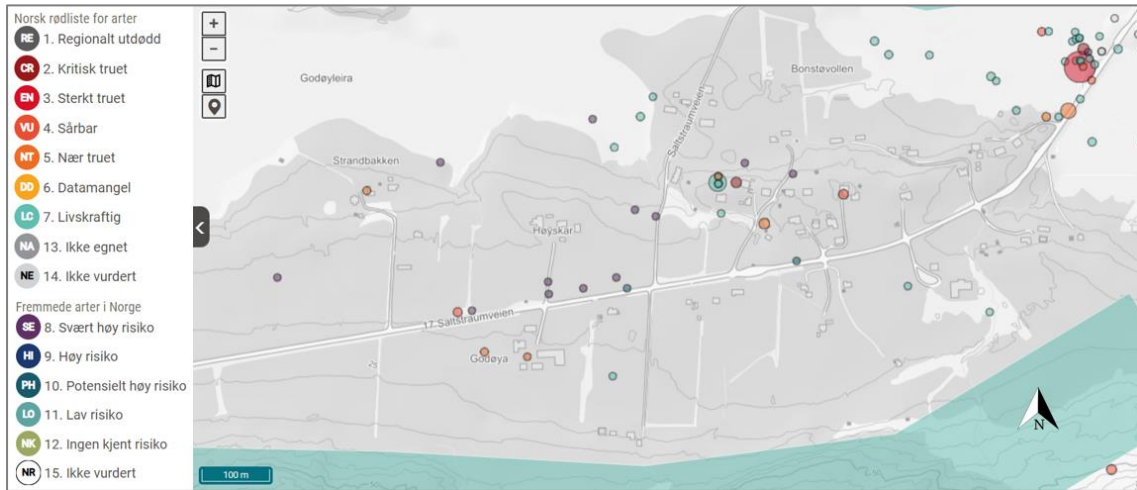 Norsk rødliste for arter
RE 1. Regionalt utdødd
CR 2. Kritisk truet
EN 3. Sterkt truet
VU 4. Sårbar
NT 5. Nær truet
DD 6. Datamangel
LC 7. Livskraftig
NA 13. Ikke egnet
NE 14. Ikke vurdert
Fremmede arter i Norge
SE 8. Svært høy risiko
HI 9. Høy risiko
PH 10. Potensielt høy risiko
LO 11. Lav risiko
NK 12. Ingen kjent risiko
NR 15. Ikke vurdert
+
−
Godøyleira
Bonstøvollen
Strandbakken
Saltstraumveien
Høyskar
17 Saltstraumveien
Godøya
25
100 m
N